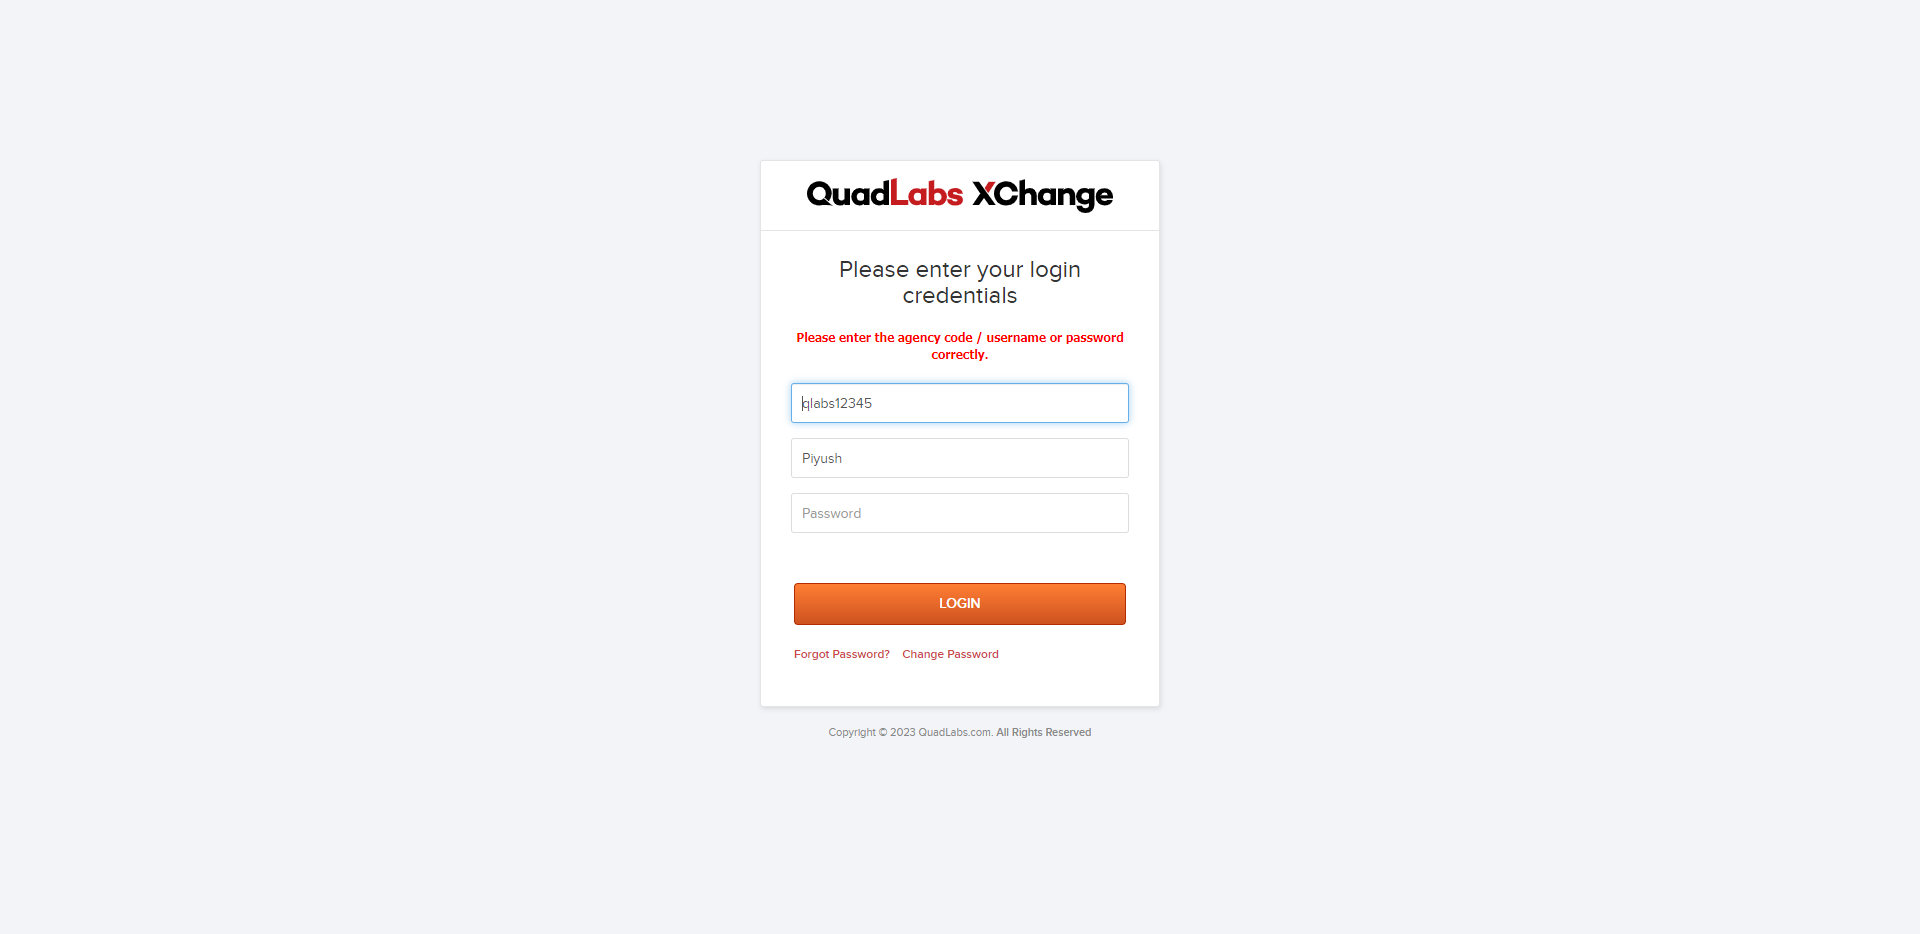 QuadLabs XChange
Please enter your login
credentials
Please enter the agency code / username or password
correctly.
qlabs12345
Piyush
Password
LOGIN
Forgot Password? Change Password
Copyright © 2023 QuadLabs.com. All Rights Reserved